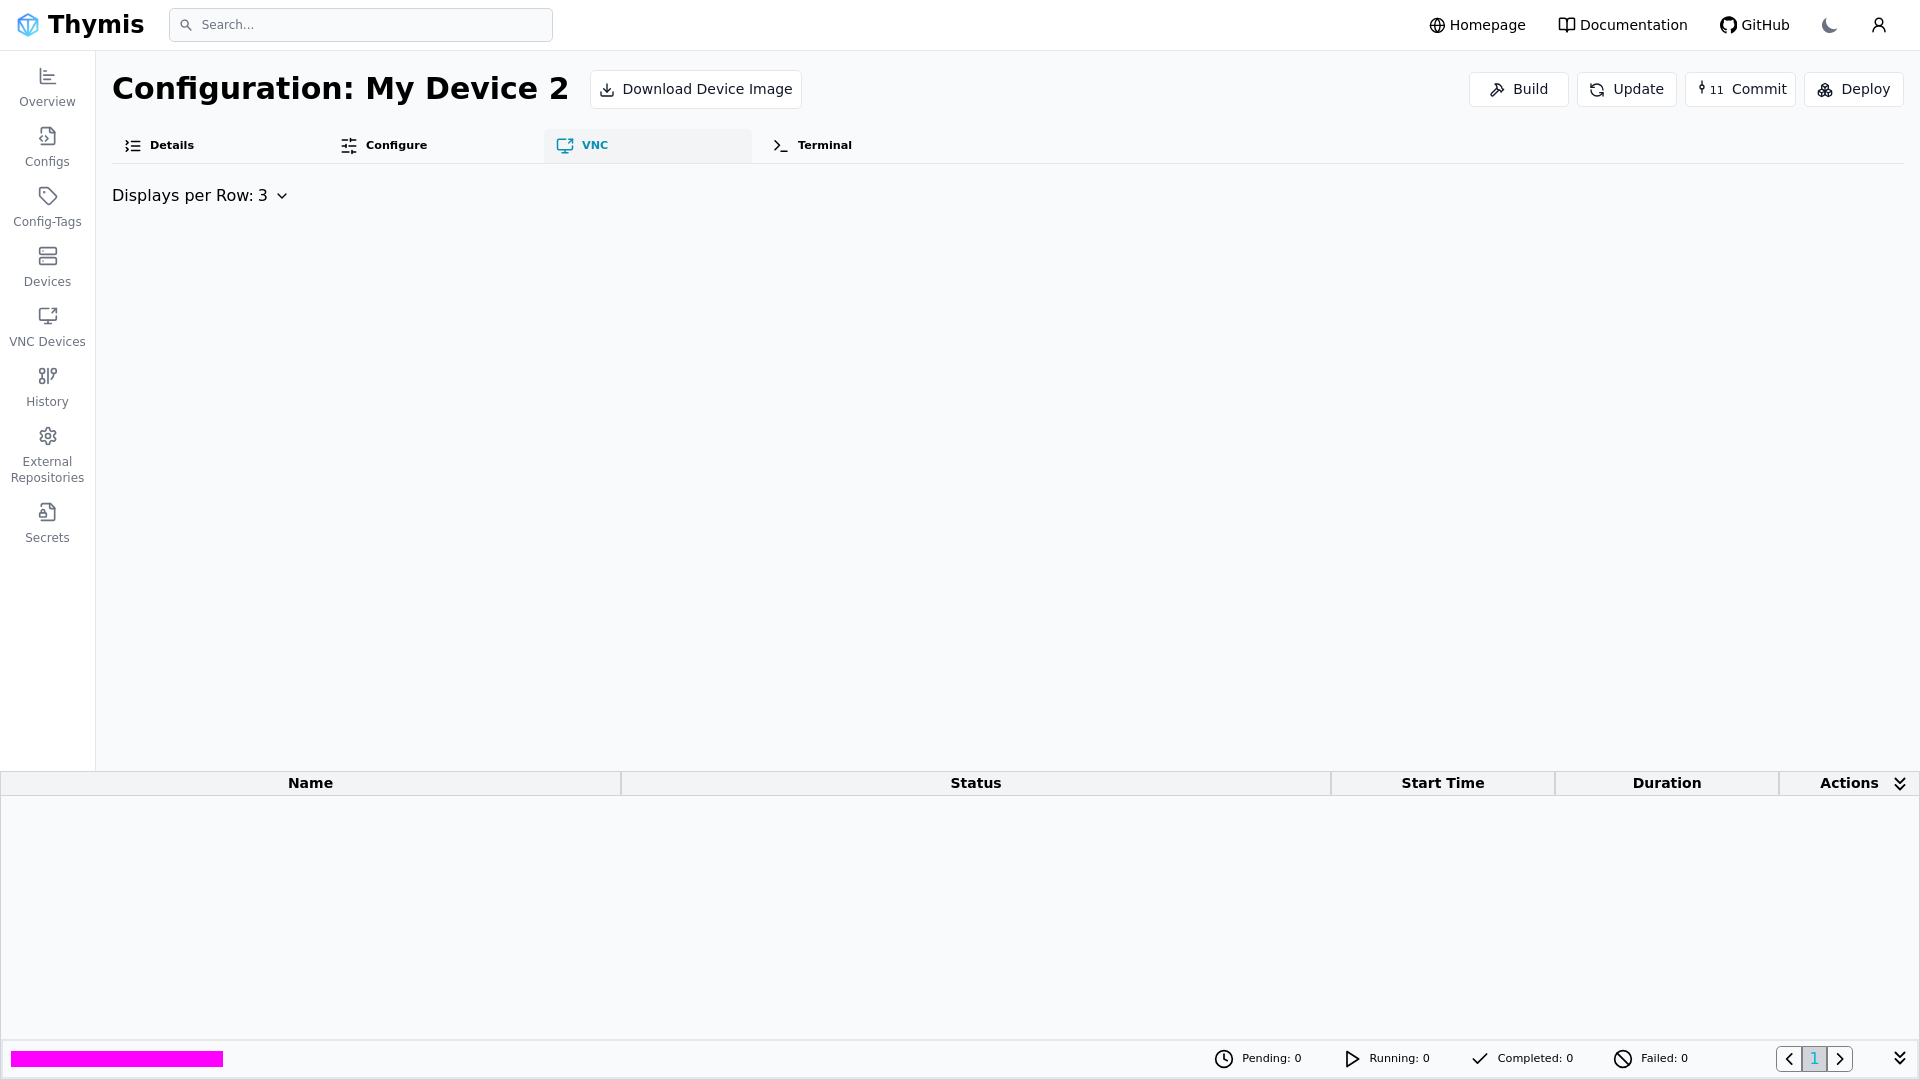 Thymis
Search...
Homepage
Documentation
GitHub
Overview
Configs
Config-Tags
Devices
VNC Devices
History
External
Repositories
Secrets
Configuration: My Device 2
Download Device Image
Build
Update
11 Commit
Deploy
Details
Configure
VNC
Terminal
Displays per Row: 3
Name
Status
Start Time
Duration
Actions
Pending: 0
Running: 0
Completed: 0
Failed: 0
1